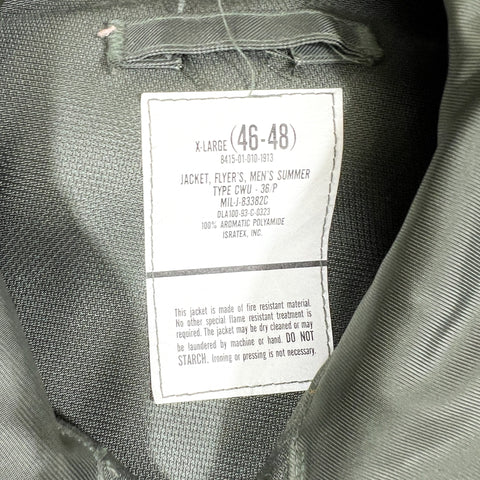 X-LARGE (46-48)
8415-01-010-1913
JACKET, FLYER'S, MEN'S SUMMER
TYPE CWU - 36/P
MIL-J-83382C
DLA100-83-C-0323
100% AROMATIC POLYAMIDE
ISRATEX, INC.
This jacket is made of fire resistant material.
No other special flame resistant treatment is
required. The jacket may be dry cleaned or may
be laundered by machine or hand. DO NOT
STARCH. Ironing or pressing is not necessary.